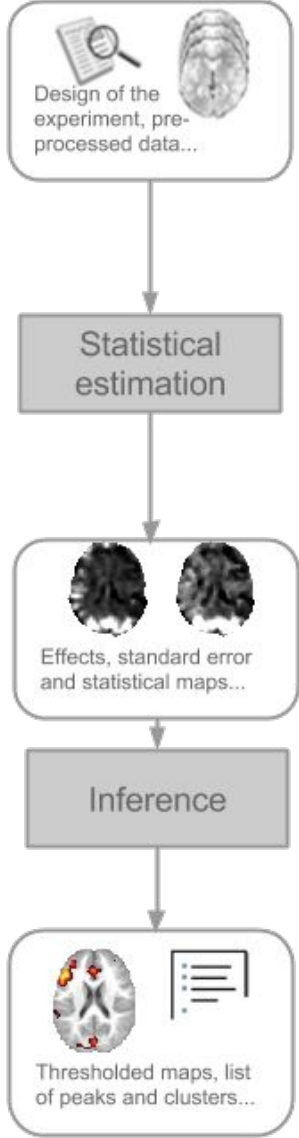 Design of the
experiment, pre-
processed data...
Statistical
estimation
Effects, standard error
and statistical maps...
Inference
Thresholded maps, list
of peaks and clusters...